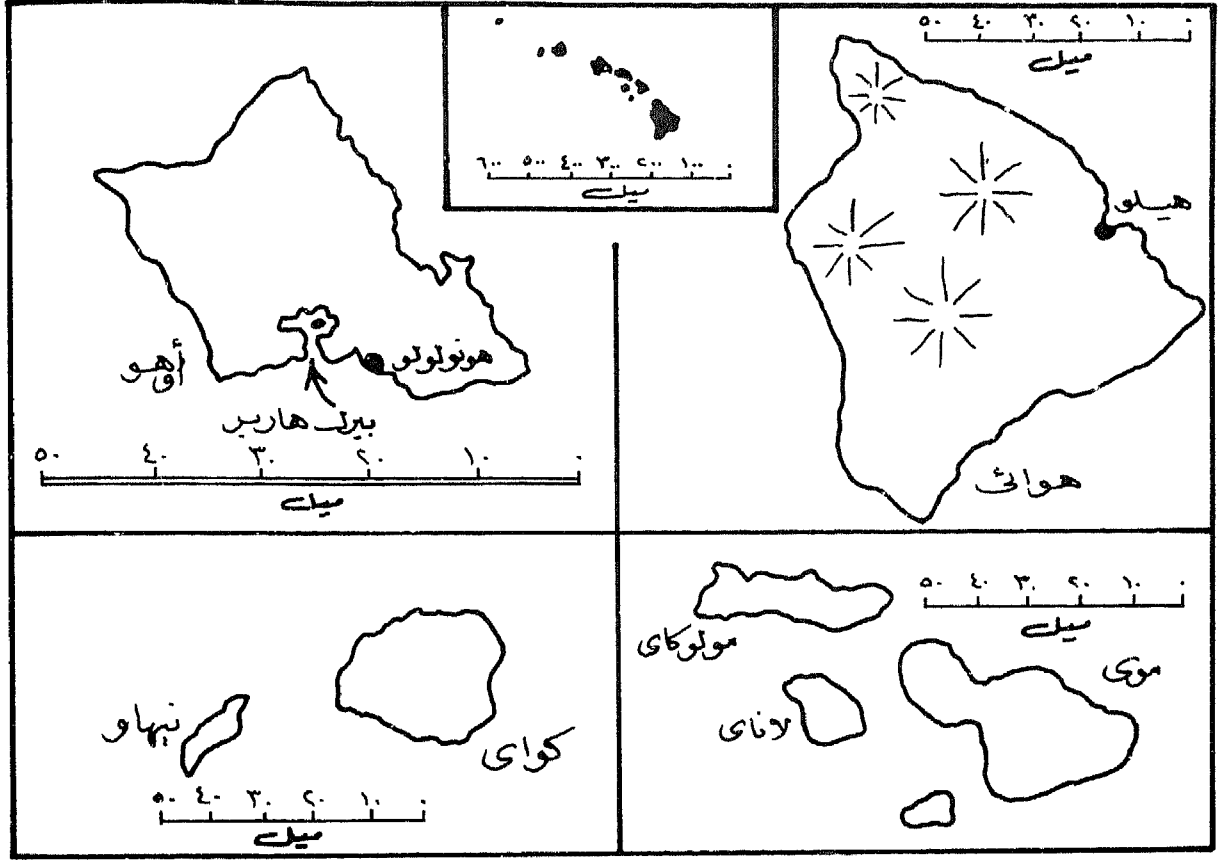 ٦٠٠ ٥٠٠ ٤٠٠ ٣٠٠ ٢٠٠ ١٠٠ ٠
ميل
٥٠ ٤٠ ٣٠ ٢٠ ١٠ ٠
ميل
هيلو
هوائى
هونولولو
أوهو
بيرل هاربر
٥٠ ٤٠ ٣٠ ٢٠ ١٠ ٠
ميل
٥٠ ٤٠ ٣٠ ٢٠ ١٠ ٠
ميل
مولوكاى
موى
لاناى
نيهاو
كواى
٥٠ ٤٠ ٣٠ ٢٠ ١٠ ٠
ميل